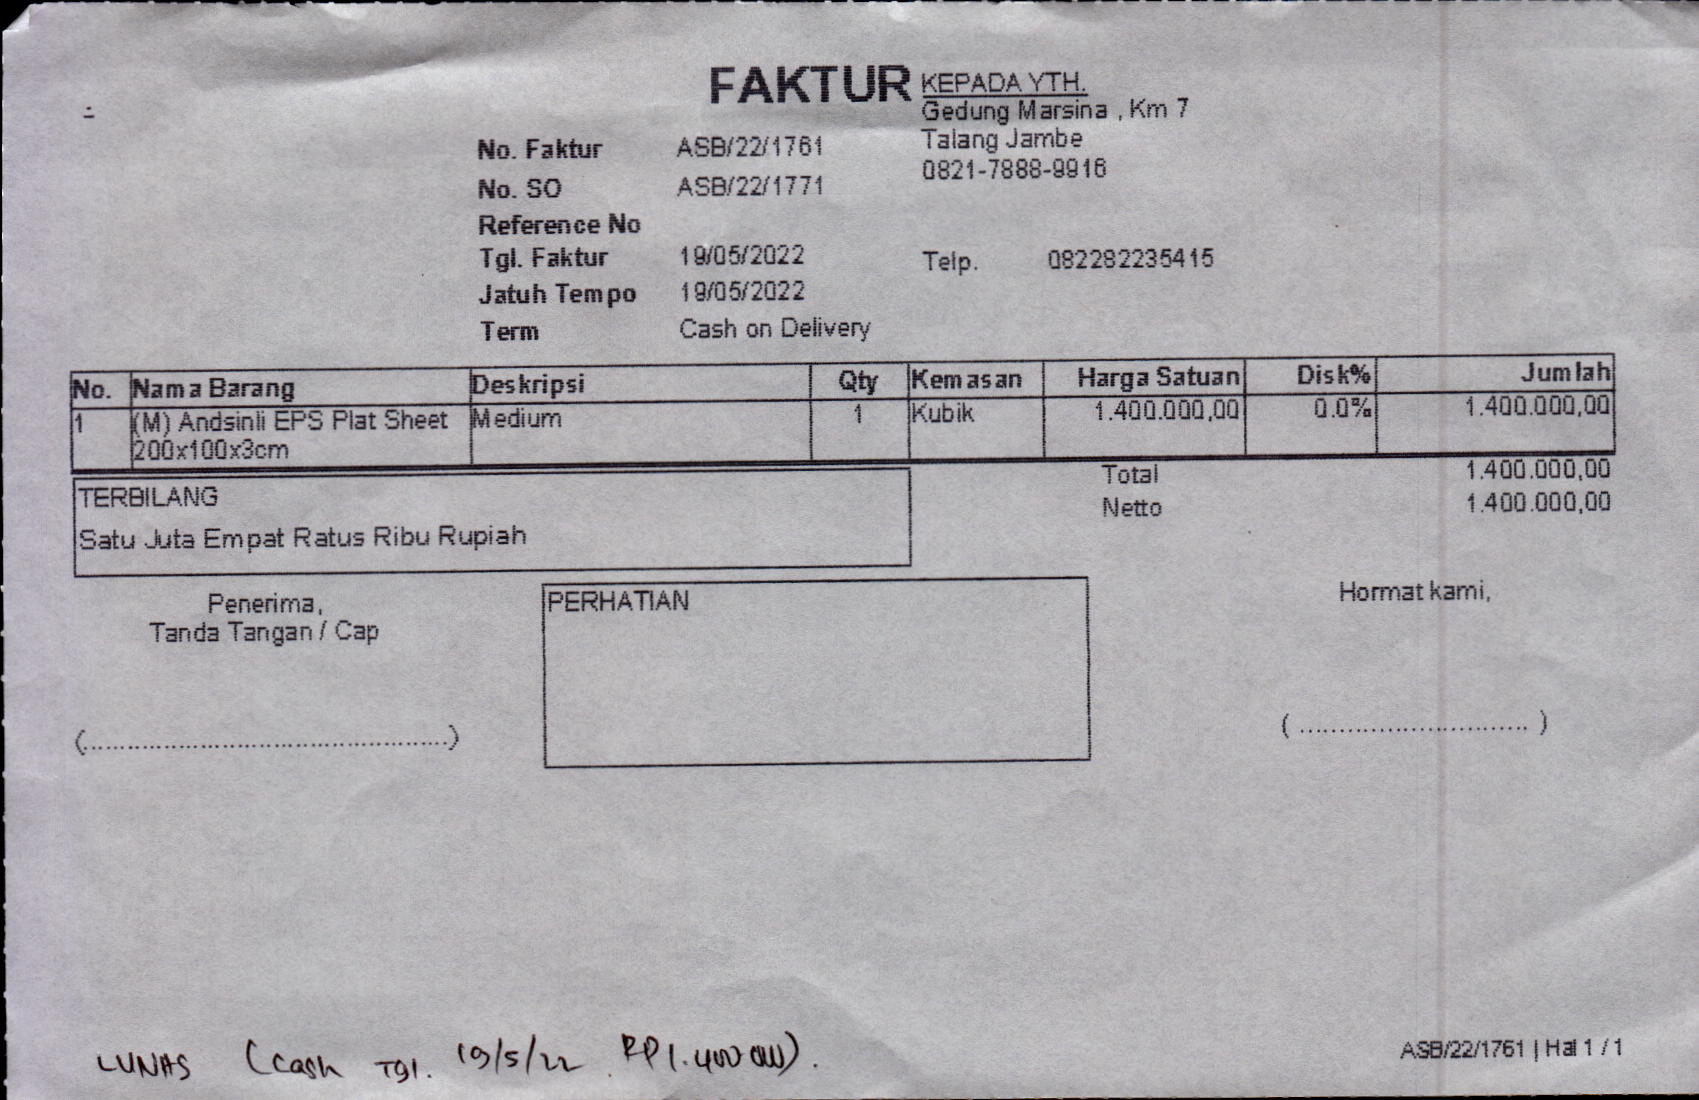 FAKTUR
KEPADA YTH.
Gedung Marsina , Km 7
Talang Jambe
0821-7888-9916
No. Faktur ASB/22/1761
No. SO ASB/22/1771
Reference No
Tgl. Faktur 19/05/2022
Telp. 082282235415
Jatuh Tempo 19/05/2022
Term Cash on Delivery
No. Nama Barang Deskripsi Qty Kemasan Harga Satuan Disk% Jumlah
1 (M) Andsinli EPS Plat Sheet Medium 1 Kubik 1.400.000,00 0.0% 1.400.000,00
200x100x3cm
Total 1.400.000,00
Netto 1.400.000,00
TERBILANG
Satu Juta Empat Ratus Ribu Rupiah
Penerima,
Tanda Tangan / Cap
(...............................................)
PERHATIAN
Hormat kami,
( ............................. )
LUNAS (Cash Tgl. 19/5/22 RP 1.400 000).
ASB/22/1761 | Hal 1 / 1